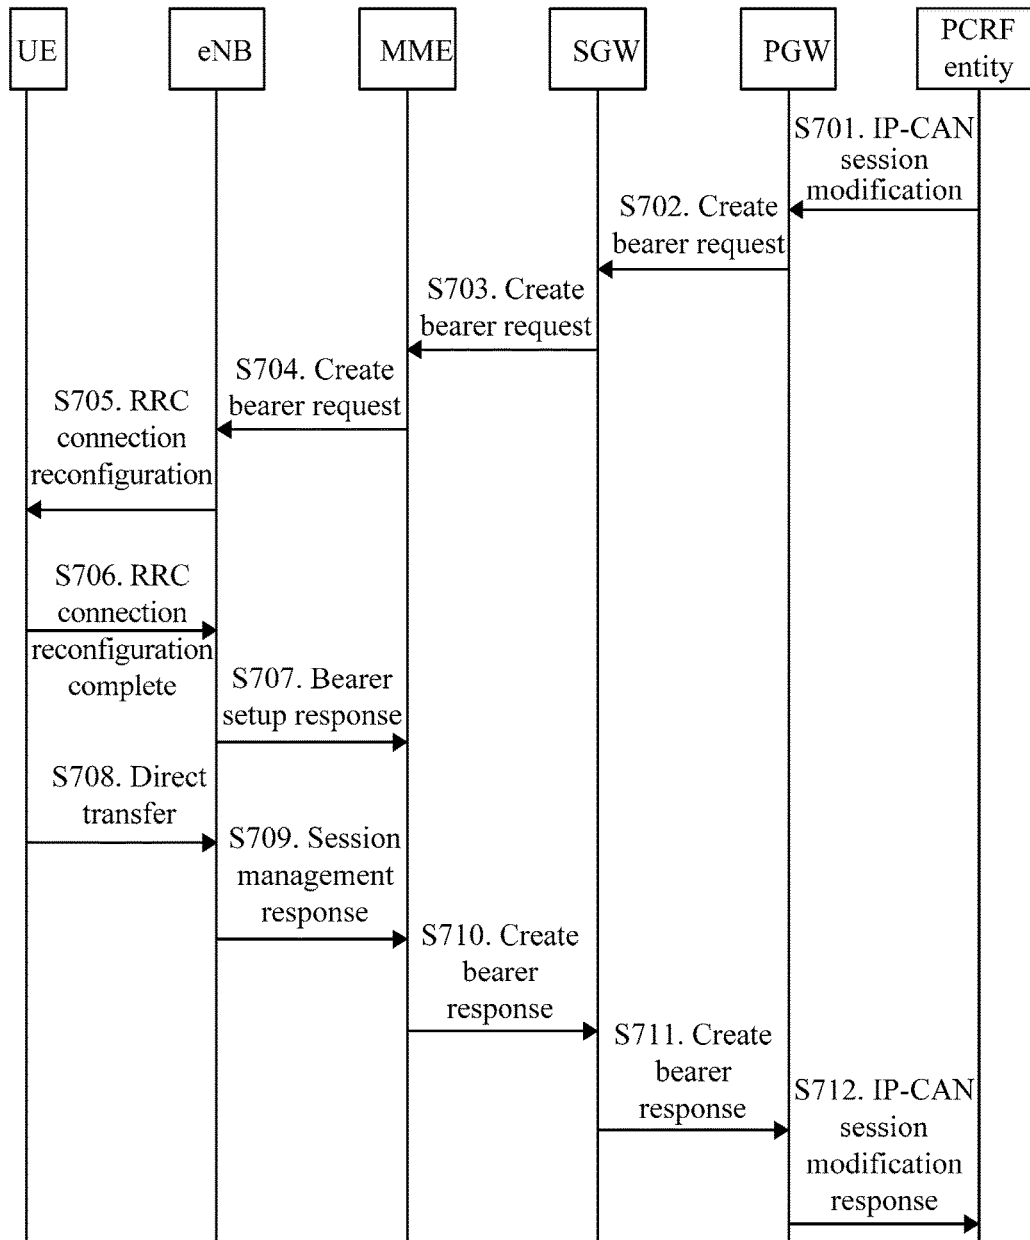 UE
eNB
MME
SGW
PGW
PCRF
entity
S701. IP-CAN
session
modification
S702. Create
bearer request
S703. Create
bearer request
S704. Create
bearer request
S705. RRC
connection
reconfiguration
S706. RRC
connection
reconfiguration
complete
S707. Bearer
setup response
S708. Direct
transfer
S709. Session
management
response
S710. Create
bearer
response
S711. Create
bearer
response
S712. IP-CAN
session
modification
response